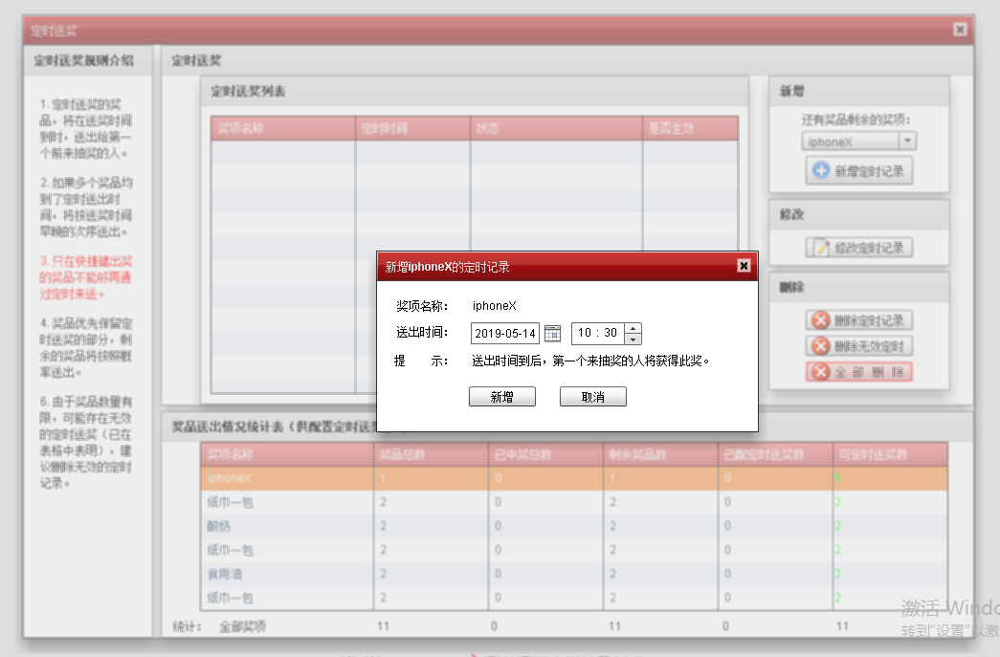 定时送奖
定时送奖规则介绍
1. 定时送奖的奖
品，将在送奖时间
到时，送出给第一
个前来抽奖的人。
2. 如果多个奖品均
到了定时送出时
间，将按送奖时间
早晚的次序送出。
3. 只在快捷键出奖
的奖品不能够再通
过定时来送。
4. 奖品优先保留定
时送奖的部分，剩
余的奖品将按照概
率送出。
6. 由于奖品数量有
限，可能存在无效
的定时送奖（已在
表格中表明），建
议删除无效的定时
记录。
定时送奖
定时送奖列表
奖项名称 定时时间 状态 是否生效
新增
还有奖品剩余的奖项：
iphoneX
新增定时记录
修改
修改定时记录
删除
删除定时记录
删除无效定时
全 部 删 除
新增iphoneX的定时记录
奖项名称： iphoneX
送出时间： 2019-05-14 10 : 30
提 示： 送出时间到后，第一个来抽奖的人将获得此奖。
新增 取消
奖品送出情况统计表（供配置定时送奖
奖项名称 奖品总数 已中奖总数 剩余奖品数 已配定时送奖数 可定时送奖数
iphoneX 1 0 1 0 1
纸巾一包 2 0 2 0 2
酸奶 2 0 2 0 2
纸巾一包 2 0 2 0 2
食用油 2 0 2 0 2
纸巾一包 2 0 2 0 2
统计： 全部奖项 11 0 11 0 11
激活 Windo
转到"设置"以激